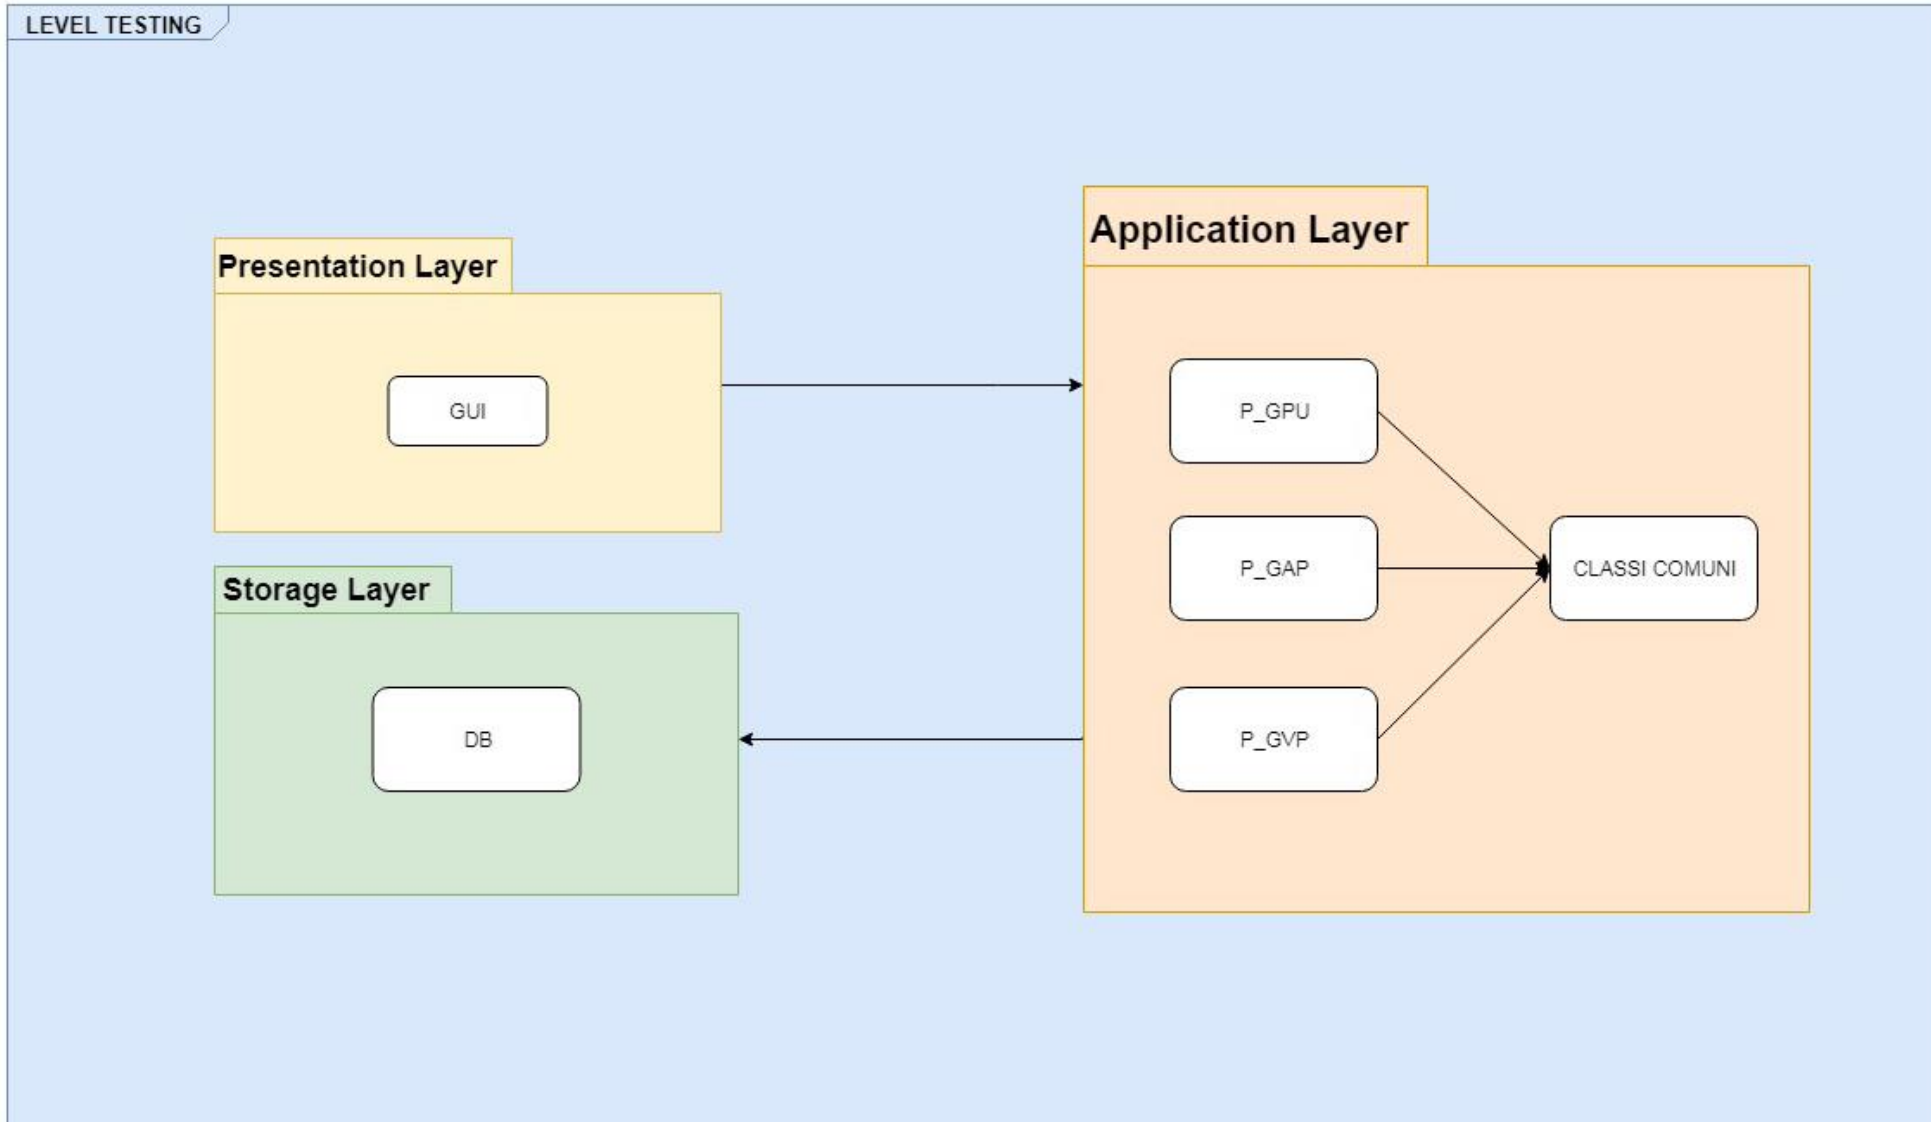 LEVEL TESTING
Presentation Layer
GUI
Storage Layer
DB
Application Layer
P_GPU
P_GAP
P_GVP
CLASSI COMUNI